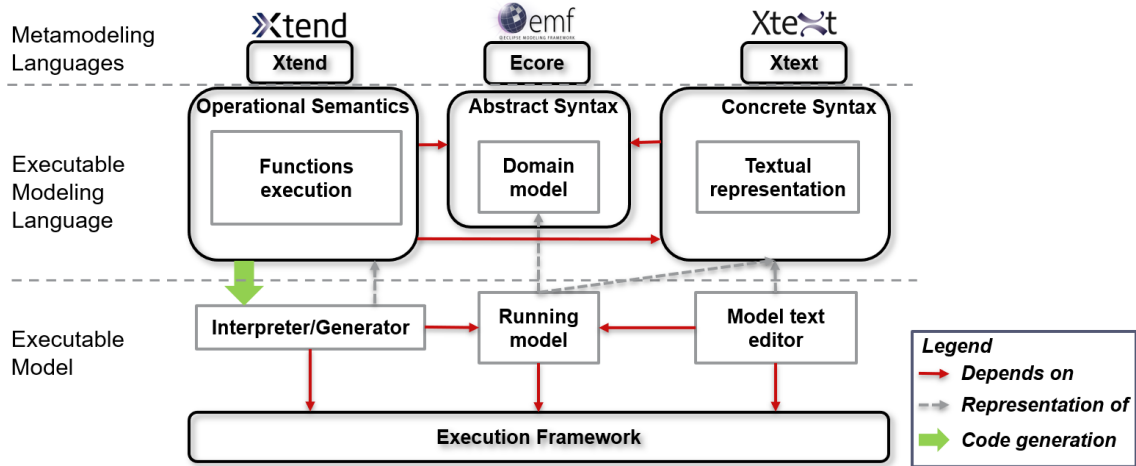 Metamodeling
Languages
Xtend
emf
ECLIPSE MODELING FRAMEWORK
Xtext
Xtend
Ecore
Xtext
Operational Semantics
Abstract Syntax
Concrete Syntax
Executable
Modeling
Language
Functions
execution
Domain
model
Textual
representation
Executable
Model
Interpreter/Generator
Running
model
Model text
editor
Execution Framework
Legend
Depends on
Representation of
Code generation